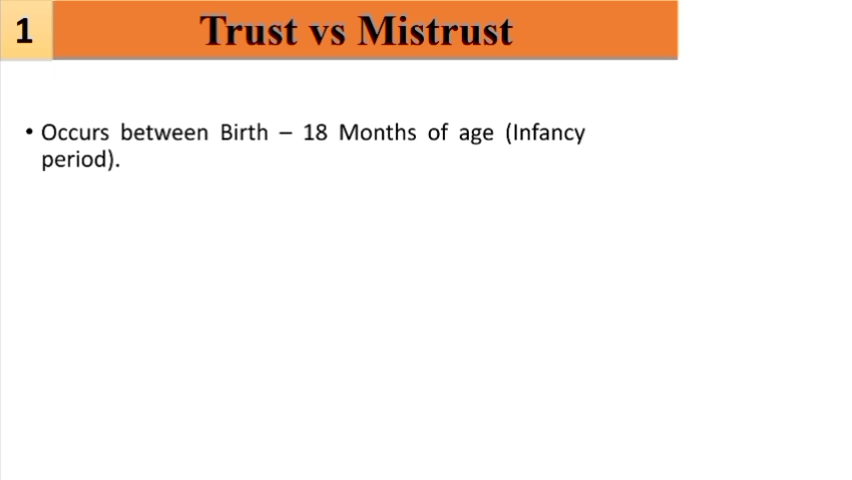 1
Trust vs Mistrust
• Occurs between Birth – 18 Months of age (Infancy
period).